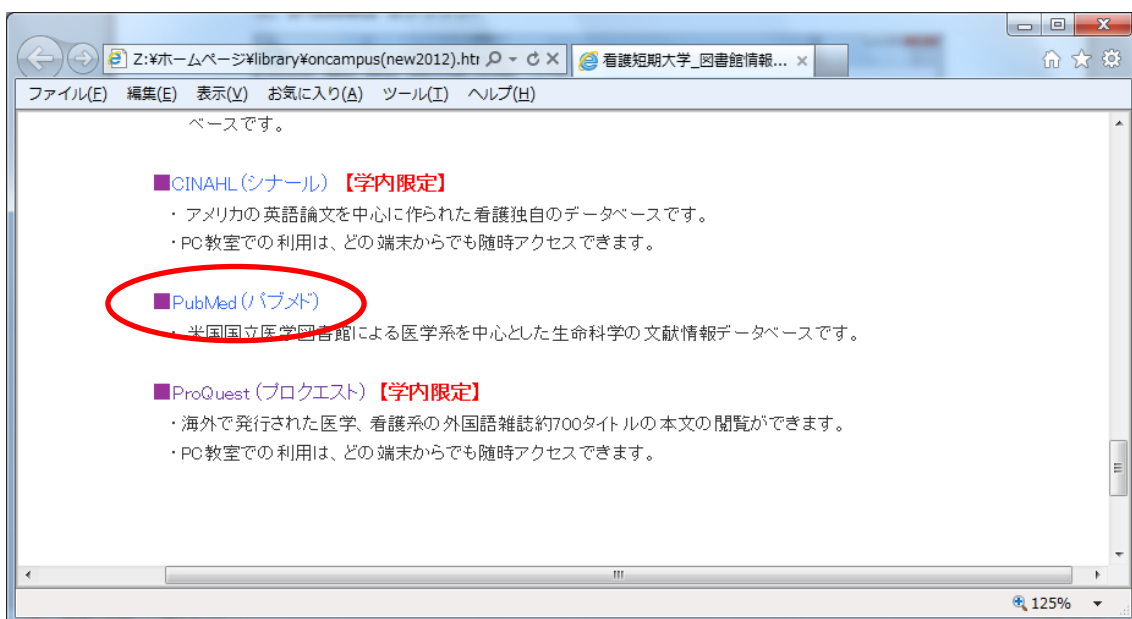 Z:¥ホームページ¥library¥oncampus(new2012).htı
看護短期大学_図書館情報...
ファイル(F) 編集(E) 表示(V) お気に入り(A) ツール(T) ヘルプ(H)
ベースです。
■CINAHL(シナール) 【学内限定】
・アメリカの英語論文を中心に作られた看護独自のデータベースです。
・PC教室での利用は、どの端末からでも随時アクセスできます。
■PubMed(パブメド)
・米国国立医学図書館による医学系を中心とした生命科学の文献情報データベースです。
■ProQuest(プロクエスト)【学内限定】
・海外で発行された医学、看護系の外国語雑誌約700タイトルの本文の閲覧ができます。
・PC教室での利用は、どの端末からでも随時アクセスできます。
125%